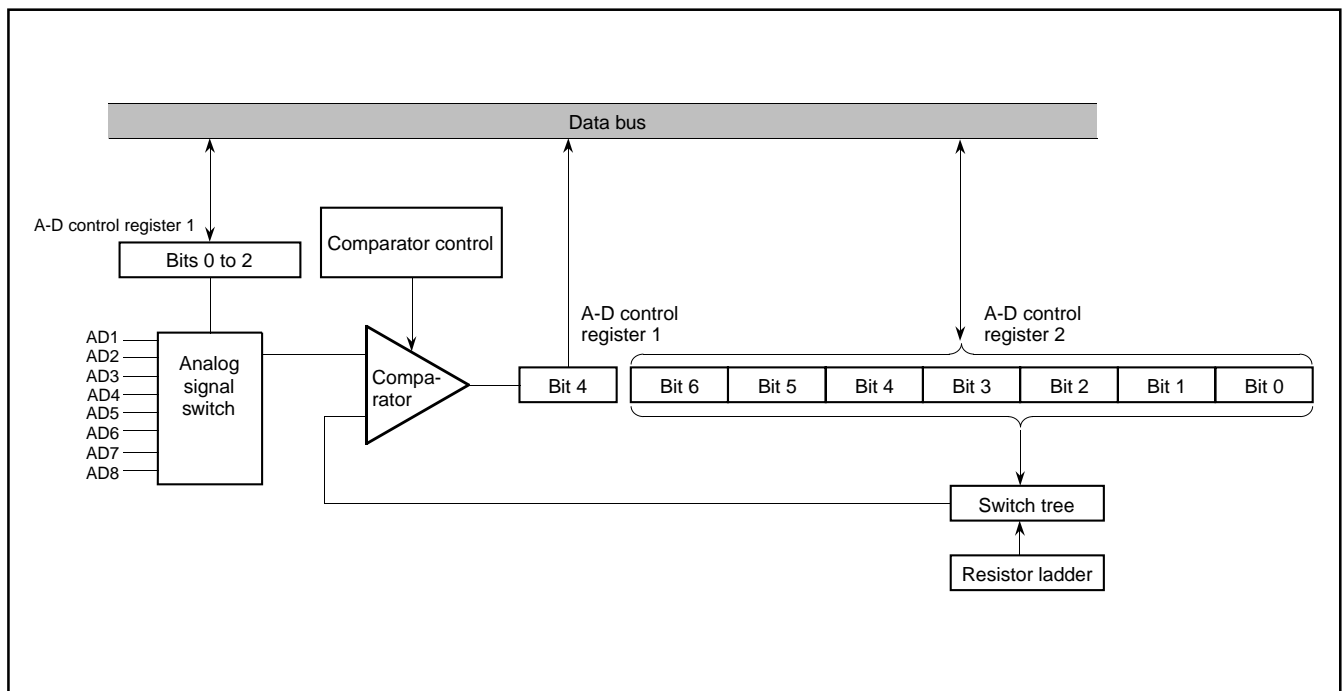 Data bus
A-D control register 1
Bits 0 to 2
Comparator control
AD1
AD2
AD3
AD4
AD5
AD6
AD7
AD8
Analog
signal
switch
Compa-
rator
A-D control
register 1
Bit 4
A-D control
register 2
Bit 6
Bit 5
Bit 4
Bit 3
Bit 2
Bit 1
Bit 0
Switch tree
Resistor ladder